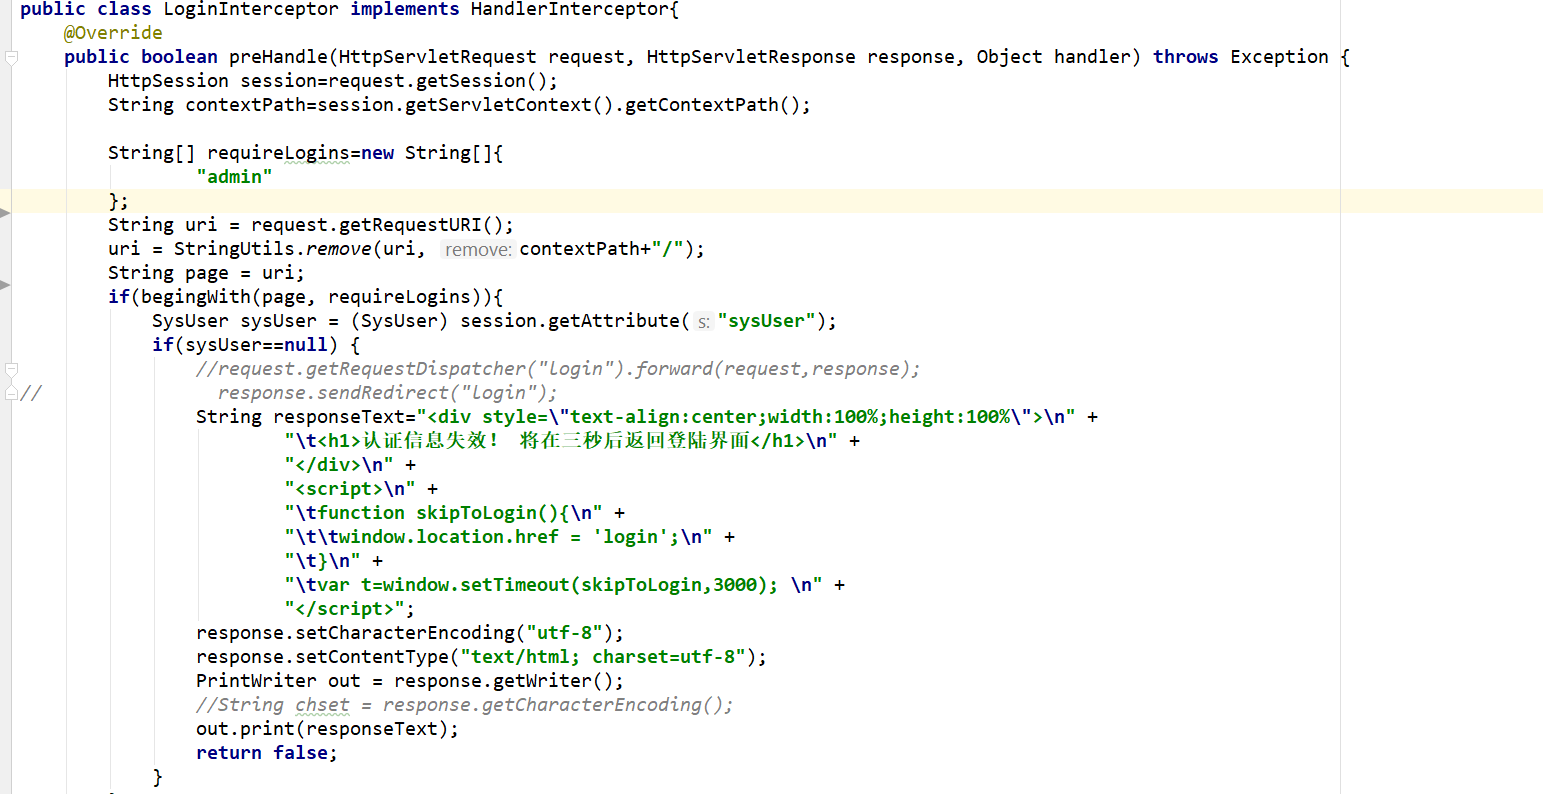 public class LoginInterceptor implements HandlerInterceptor{
@Override
public boolean preHandle(HttpServletRequest request, HttpServletResponse response, Object handler) throws Exception {
HttpSession session=request.getSession();
String contextPath=session.getServletContext().getContextPath();
String[] requireLogins=new String[]{
"admin"
};
String uri = request.getRequestURI();
uri = StringUtils.remove(uri, remove: contextPath+"/");
String page = uri;
if(begingWith(page, requireLogins)){
SysUser sysUser = (SysUser) session.getAttribute( s: "sysUser");
if(sysUser==null) {
//request.getRequestDispatcher("login").forward(request,response);
// response.sendRedirect("login");
String responseText="<div style=\"text-align:center;width:100%;height:100%\">\n" +
"\t<h1>认证信息失效! 将在三秒后返回登陆界面</h1>\n" +
"</div>\n" +
"<script>\n" +
"\tfunction skipToLogin(){\n" +
"\t\twindow.location.href = 'login';\n" +
"\t}\n" +
"\tvar t=window.setTimeout(skipToLogin,3000); \n" +
"</script>";
response.setCharacterEncoding("utf-8");
response.setContentType("text/html; charset=utf-8");
PrintWriter out = response.getWriter();
//String chset = response.getCharacterEncoding();
out.print(responseText);
return false;
}